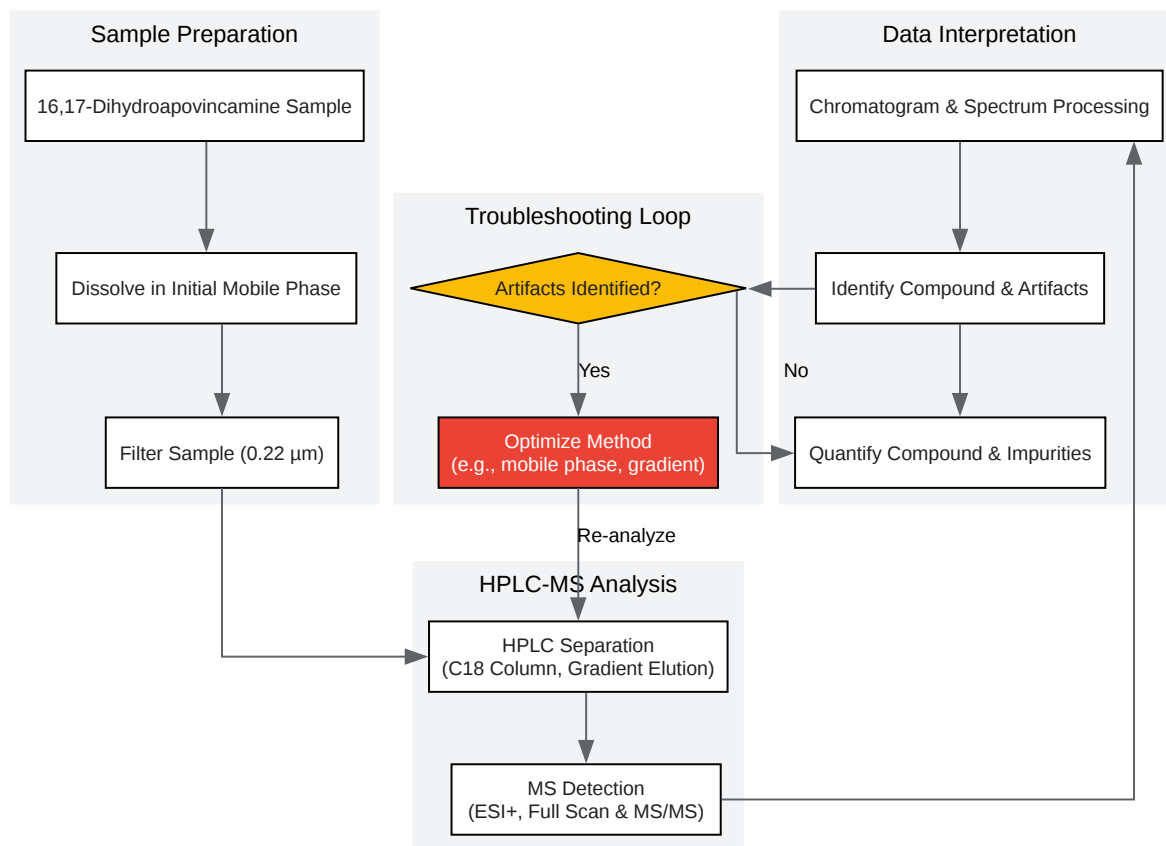 Sample Preparation
16,17-Dihydroapovincamine Sample
Dissolve in Initial Mobile Phase
Filter Sample (0.22 µm)
Troubleshooting Loop
Artifacts Identified?
Yes
No
Optimize Method
(e.g., mobile phase, gradient)
Re-analyze
HPLC-MS Analysis
HPLC Separation
(C18 Column, Gradient Elution)
MS Detection
(ESI+, Full Scan & MS/MS)
Data Interpretation
Chromatogram & Spectrum Processing
Identify Compound & Artifacts
Quantify Compound & Impurities